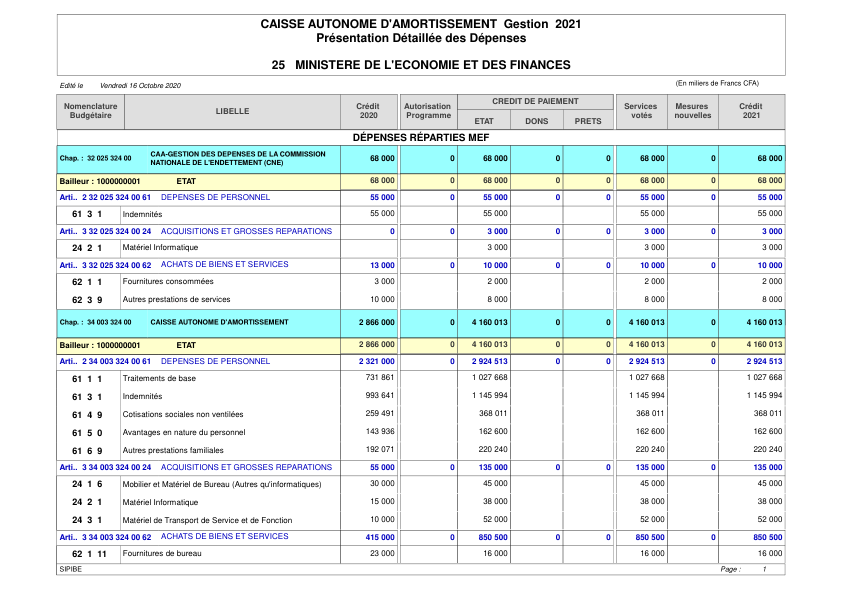 CAISSE AUTONOME D'AMORTISSEMENT Gestion 2021
Présentation Détaillée des Dépenses
25 MINISTERE DE L'ECONOMIE ET DES FINANCES
Edité le Vendredi 16 Octobre 2020 (En miliers de Francs CFA)
Nomenclature Budgétaire LIBELLE Crédit 2020 Autorisation Programme CREDIT DE PAIEMENT ETAT DONS PRETS Services votés Mesures nouvelles Crédit 2021
DÉPENSES RÉPARTIES MEF
Chap. : 32 025 324 00 CAA-GESTION DES DEPENSES DE LA COMMISSION NATIONALE DE L'ENDETTEMENT (CNE) 68 000 0 68 000 0 0 68 000 0 68 000
Bailleur : 1000000001 ETAT 68 000 0 68 000 0 0 68 000 0 68 000
Arti.. 2 32 025 324 00 61 DEPENSES DE PERSONNEL 55 000 0 55 000 0 0 55 000 0 55 000
61 3 1 Indemnités 55 000 55 000 55 000 55 000
Arti.. 3 32 025 324 00 24 ACQUISITIONS ET GROSSES REPARATIONS 0 0 3 000 0 0 3 000 0 3 000
24 2 1 Matériel Informatique 3 000 3 000 3 000
Arti.. 3 32 025 324 00 62 ACHATS DE BIENS ET SERVICES 13 000 0 10 000 0 0 10 000 0 10 000
62 1 1 Fournitures consommées 3 000 2 000 2 000 2 000
62 3 9 Autres prestations de services 10 000 8 000 8 000 8 000
Chap. : 34 003 324 00 CAISSE AUTONOME D'AMORTISSEMENT 2 866 000 0 4 160 013 0 0 4 160 013 0 4 160 013
Bailleur : 1000000001 ETAT 2 866 000 0 4 160 013 0 0 4 160 013 0 4 160 013
Arti.. 2 34 003 324 00 61 DEPENSES DE PERSONNEL 2 321 000 0 2 924 513 0 0 2 924 513 0 2 924 513
61 1 1 Traitements de base 731 861 1 027 668 1 027 668 1 027 668
61 3 1 Indemnités 993 641 1 145 994 1 145 994 1 145 994
61 4 9 Cotisations sociales non ventilées 259 491 368 011 368 011 368 011
61 5 0 Avantages en nature du personnel 143 936 162 600 162 600 162 600
61 6 9 Autres prestations familiales 192 071 220 240 220 240 220 240
Arti.. 3 34 003 324 00 24 ACQUISITIONS ET GROSSES REPARATIONS 55 000 0 135 000 0 0 135 000 0 135 000
24 1 6 Mobilier et Matériel de Bureau (Autres qu'informatiques) 30 000 45 000 45 000 45 000
24 2 1 Matériel Informatique 15 000 38 000 38 000 38 000
24 3 1 Matériel de Transport de Service et de Fonction 10 000 52 000 52 000 52 000
Arti.. 3 34 003 324 00 62 ACHATS DE BIENS ET SERVICES 415 000 0 850 500 0 0 850 500 0 850 500
62 1 11 Fournitures de bureau 23 000 16 000 16 000 16 000
SIPIBE Page : 1